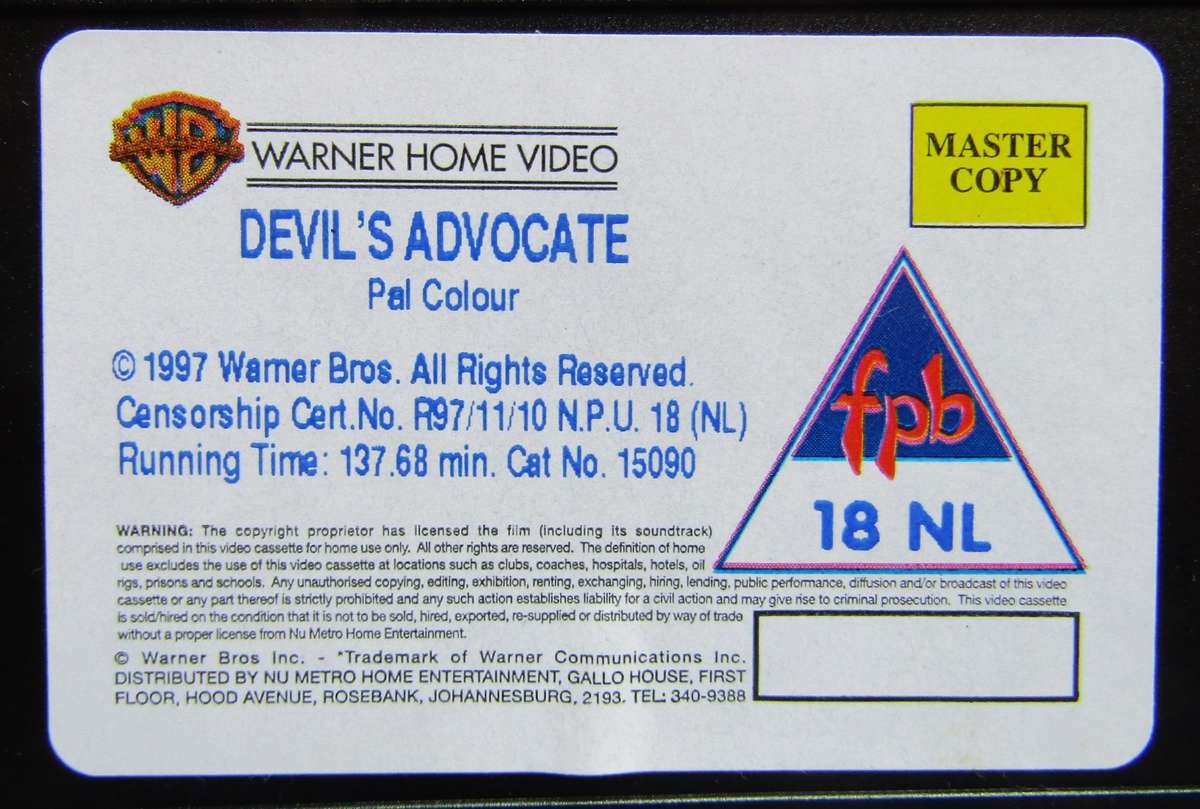 WB
WARNER HOME VIDEO
MASTER
COPY
DEVIL'S ADVOCATE
Pal Colour
© 1997 Warner Bros. All Rights Reserved.
Censorship Cert.No. R97/11/10 N.P.U. 18 (NL)
Running Time: 137.68 min. Cat No. 15090
fpb
18 NL
WARNING: The copyright proprietor has licensed the film (including its soundtrack)
comprised in this video cassette for home use only. All other rights are reserved. The definition of home
use excludes the use of this video cassette at locations such as clubs, coaches, hospitals, hotels, oil
rigs, prisons and schools. Any unauthorised copying, editing, exhibition, renting, exchanging, hiring, lending, public performance, diffusion and/or broadcast of this video
cassette or any part thereof is strictly prohibited and any such action establishes liability for a civil action and may give rise to criminal prosecution. This video cassette
is sold/hired on the condition that it is not to be sold, hired, exported, re-supplied or distributed by way of trade
without a proper license from Nu Metro Home Entertainment.
© Warner Bros Inc. - *Trademark of Warner Communications Inc.
DISTRIBUTED BY NU METRO HOME ENTERTAINMENT, GALLO HOUSE, FIRST
FLOOR, HOOD AVENUE, ROSEBANK, JOHANNESBURG, 2193. TEL: 340-9388